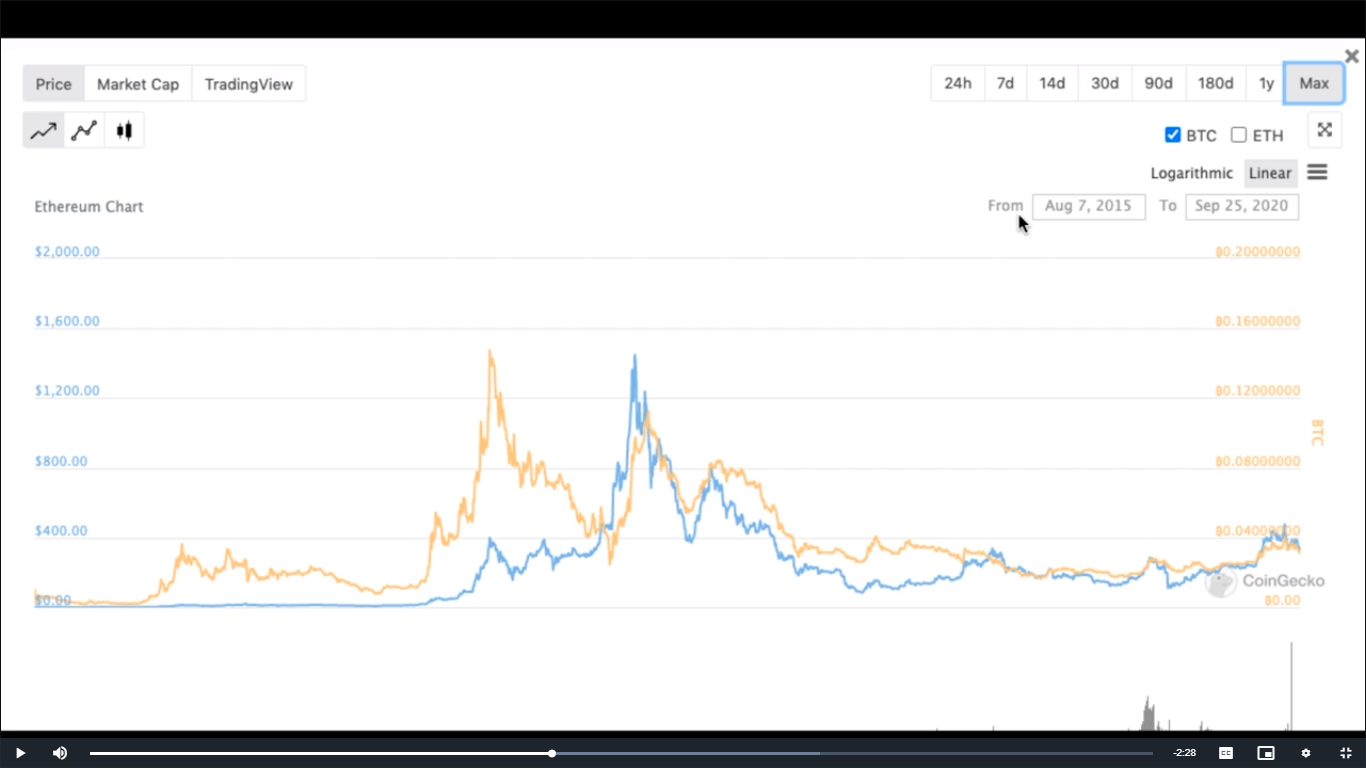 Price Market Cap TradingView 24h 7d 14d 30d 90d 180d 1y Max
BTC ETH
Logarithmic Linear
Ethereum Chart From Aug 7, 2015 To Sep 25, 2020
$2,000.00 ฿0.20000000
$1,600.00 ฿0.16000000
$1,200.00 ฿0.12000000
BTC
$800.00 ฿0.08000000
$400.00 ฿0.04000000
CoinGecko
$0.00 ฿0.00
-2:28 CC